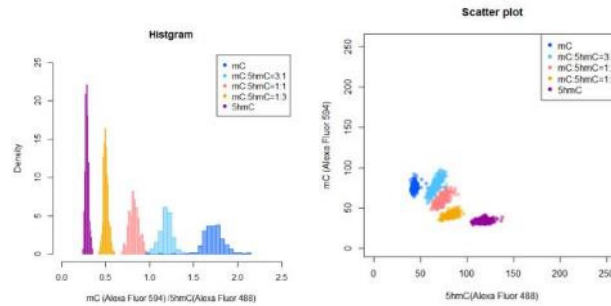 Histgram
mC
mC:5hmC=3:1
mC:5hmC=1:1
mC:5hmC=1:3
5hmC
Density
25
20
15
10
5
0
0.0 0.5 1.0 1.5 2.0 2.5
mC (Alexa Fluor 594) /5hmC(Alexa Fluor 488)
Scatter plot
mC
mC:5hmC=3:
mC:5hmC=1:
mC:5hmC=1:
5hmC
mC (Alexa Fluor 594)
250
200
150
100
50
0
0 50 100 150 200 250
5hmC(Alexa Fluor 488)